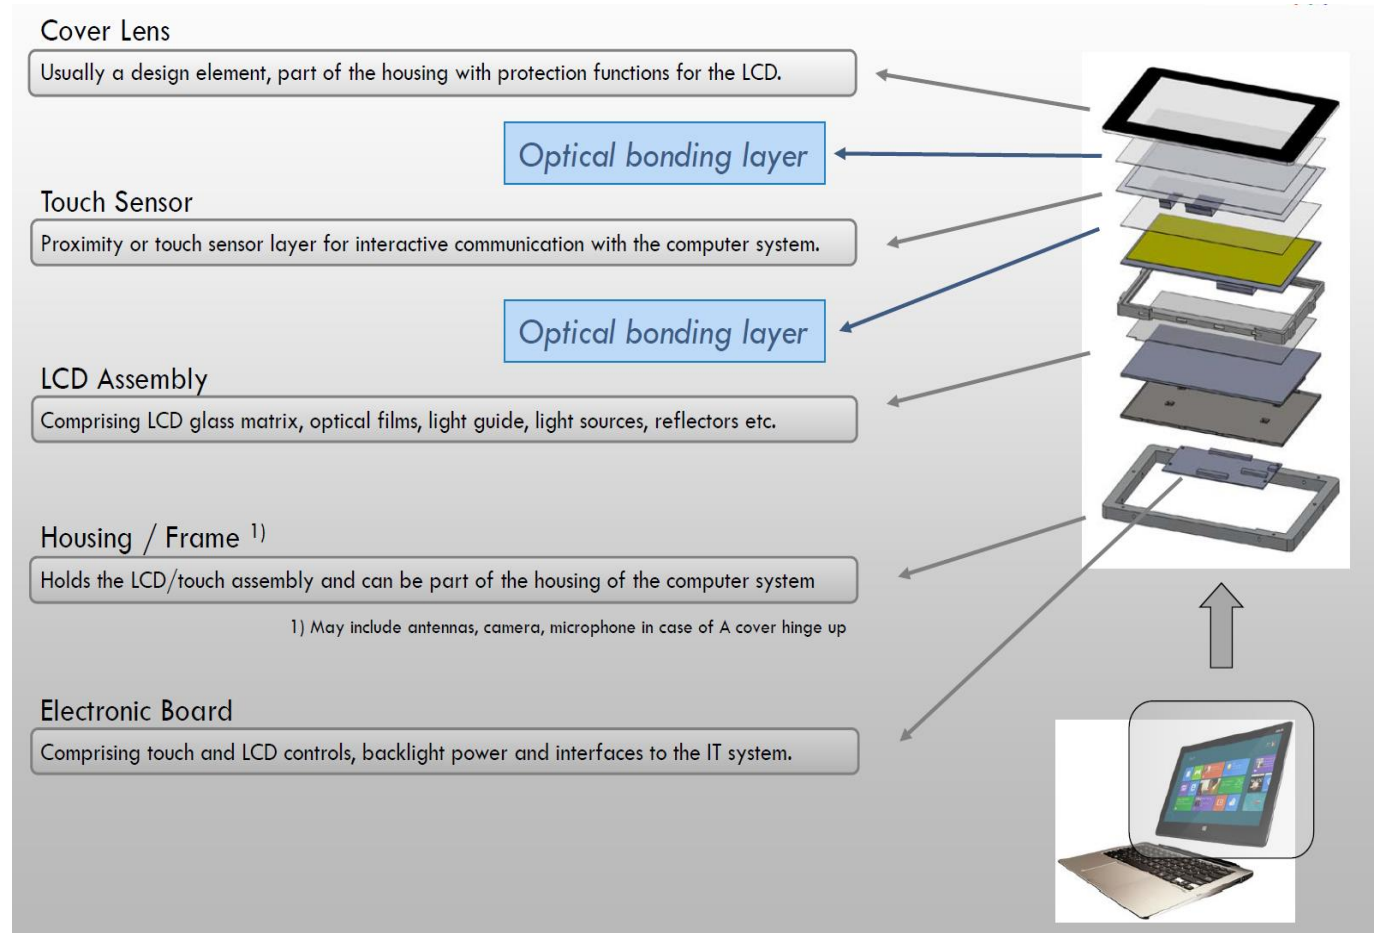 Cover Lens
Usually a design element, part of the housing with protection functions for the LCD.
Optical bonding layer
Touch Sensor
Proximity or touch sensor layer for interactive communication with the computer system.
Optical bonding layer
LCD Assembly
Comprising LCD glass matrix, optical films, light guide, light sources, reflectors etc.
Housing / Frame 1)
Holds the LCD/touch assembly and can be part of the housing of the computer system
1) May include antennas, camera, microphone in case of A cover hinge up
Electronic Board
Comprising touch and LCD controls, backlight power and interfaces to the IT system.